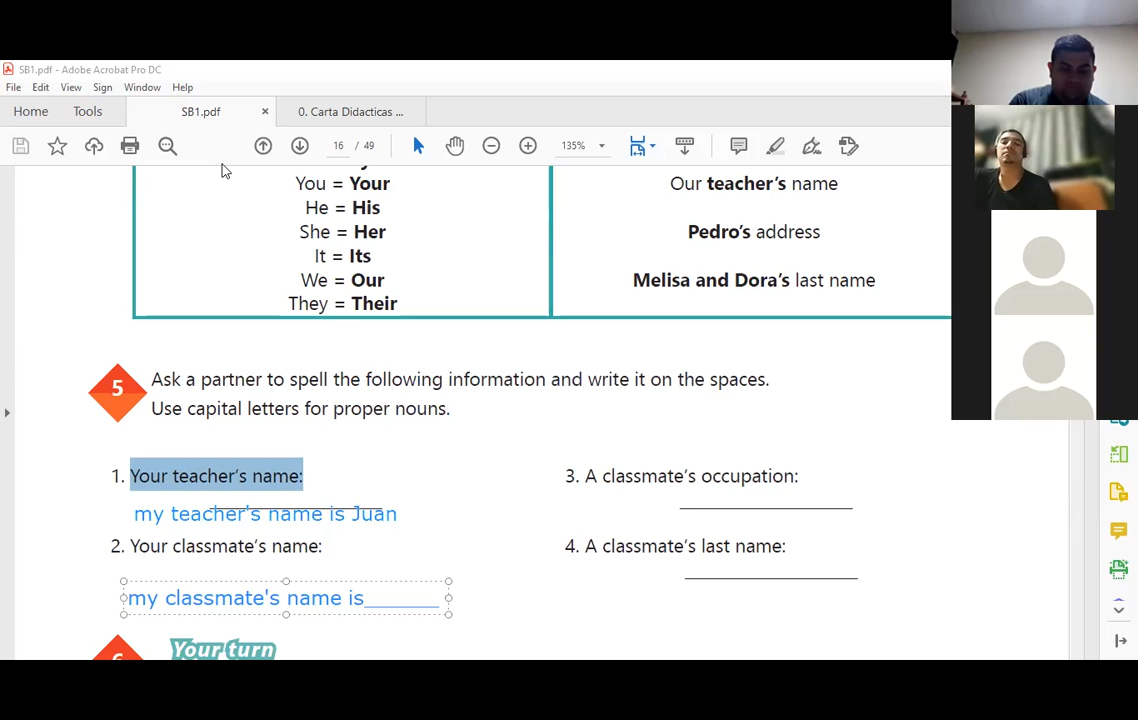 SB1.pdf - Adobe Acrobat Pro DC
File Edit View Sign Window Help
Home Tools SB1.pdf × 0. Carta Didacticas ...
16 / 49 135%
You = Your
He = His
She = Her
It = Its
We = Our
They = Their
Our teacher's name
Pedro's address
Melisa and Dora's last name
5
Ask a partner to spell the following information and write it on the spaces.
Use capital letters for proper nouns.
1. Your teacher's name:
my teacher's name is Juan
2. Your classmate's name:
my classmate's name is______
3. A classmate's occupation:
4. A classmate's last name:
Your turn